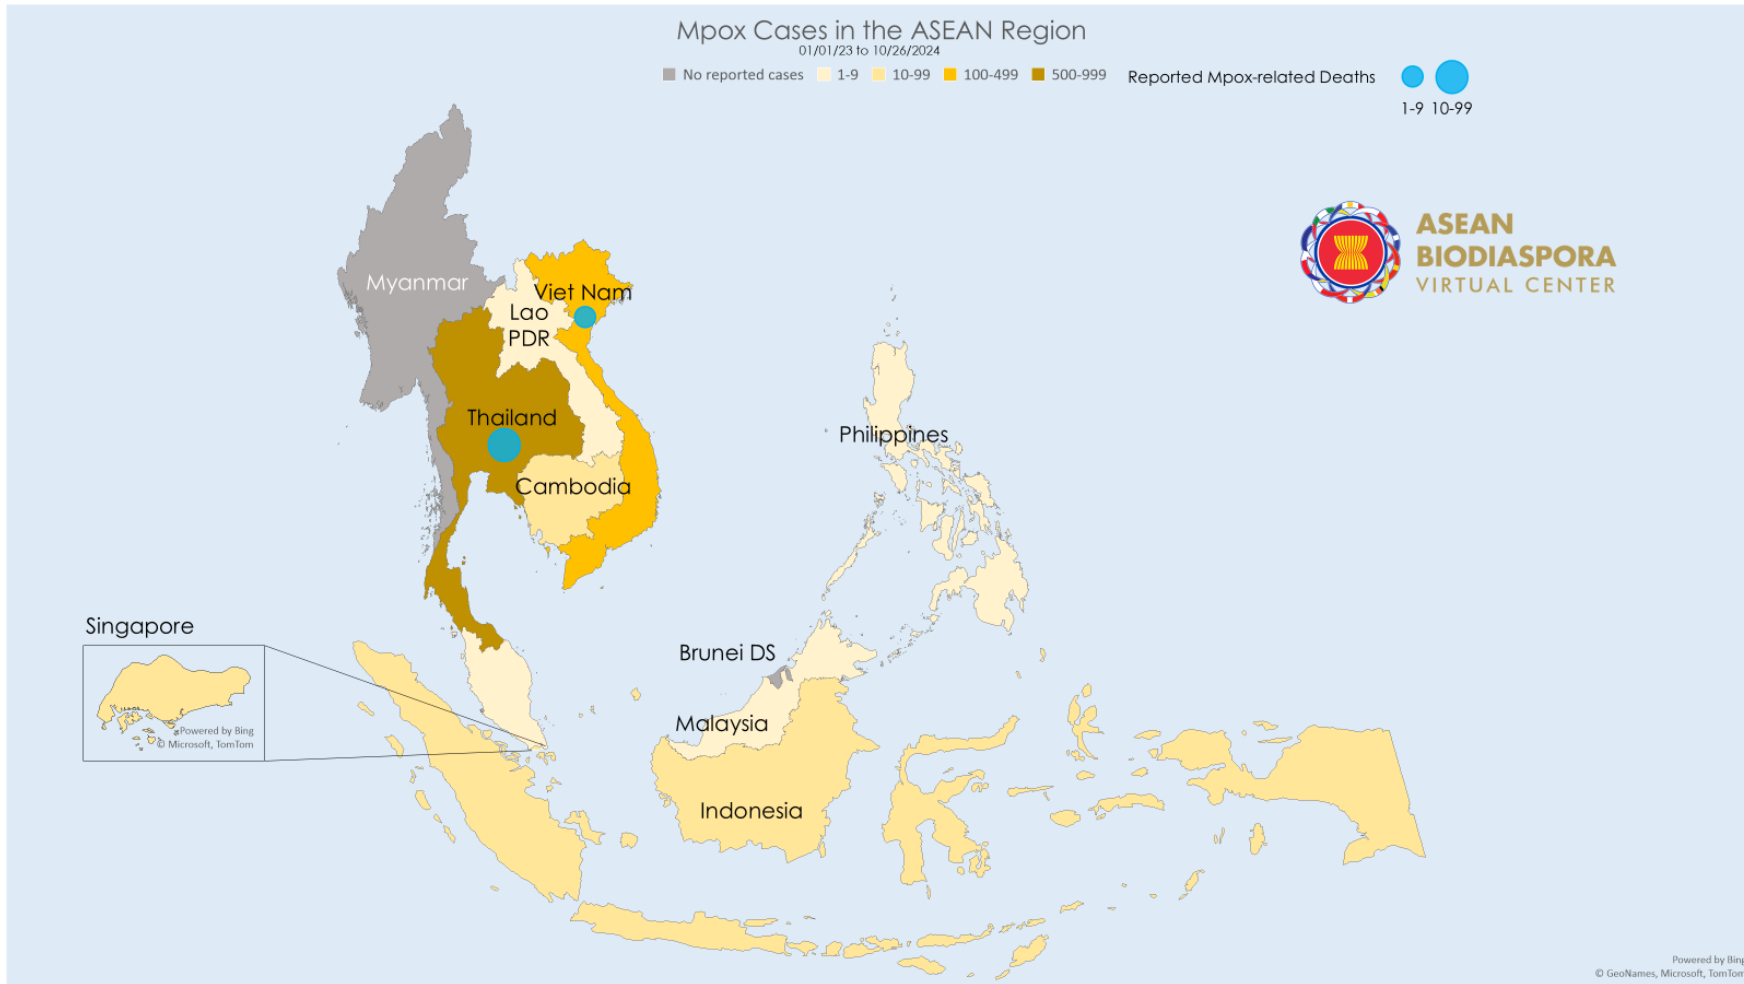 Mpox Cases in the ASEAN Region
01/01/23 to 10/26/2024
No reported cases 1-9 10-99 100-499 500-999 Reported Mpox-related Deaths
1-9 10-99
ASEAN
BIODIASPORA
VIRTUAL CENTER
Myanmar
Viet Nam
Lao
PDR
Thailand
Philippines
Cambodia
Singapore
Brunei DS
Malaysia
Powered by Bing
© Microsoft, TomTom
Indonesia
Powered by Bing
© GeoNames, Microsoft, TomTom